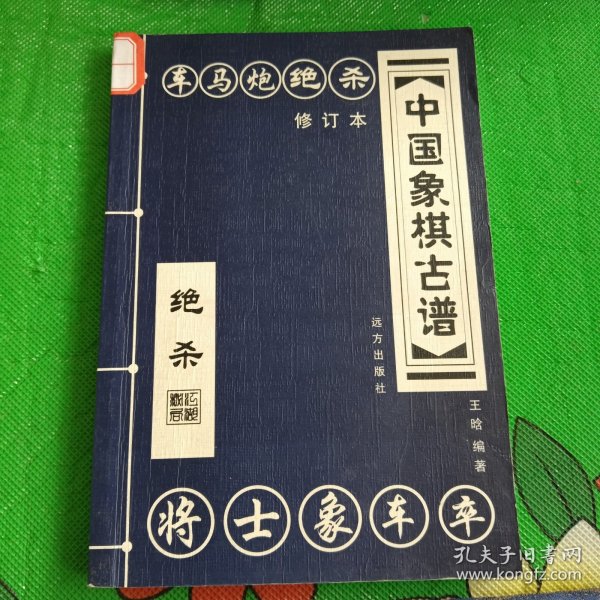 车马炮绝杀
修订本
中国象棋古谱
绝杀
远方出版社
王晗 编著
将士象车卒
孔夫子旧书网
www.kongfz.com